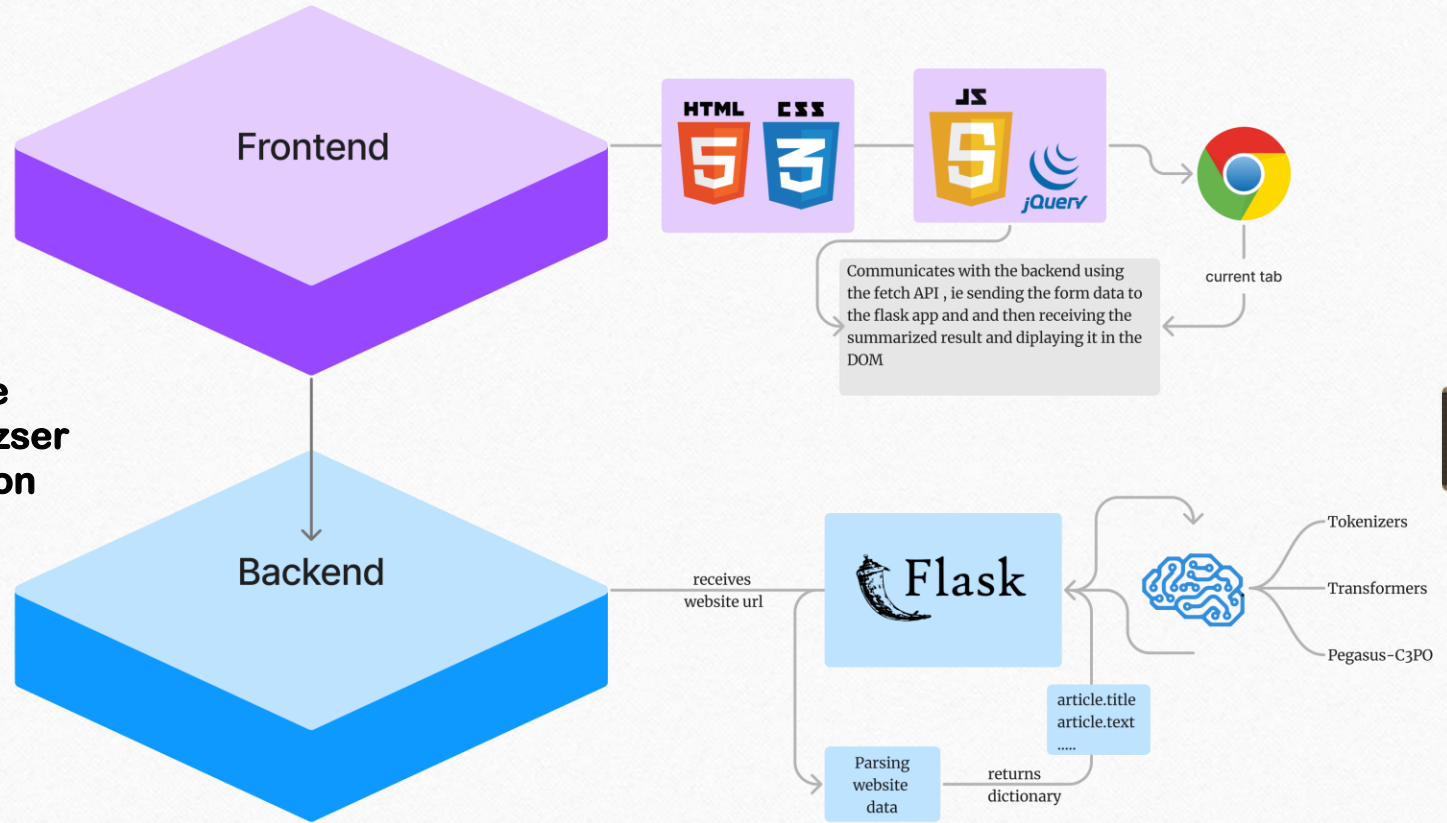 Frontend
HTML
CSS
JS
jQuery
Communicates with the backend using
the fetch API , ie sending the form data to
the flask app and and then receiving the
summarized result and diplaying it in the
DOM
current tab
e
zser
on
Backend
receives
website url
Flask
Tokenizers
Transformers
Pegasus-C3PO
article.title
article.text
.....
Parsing
website
data
returns
dictionary